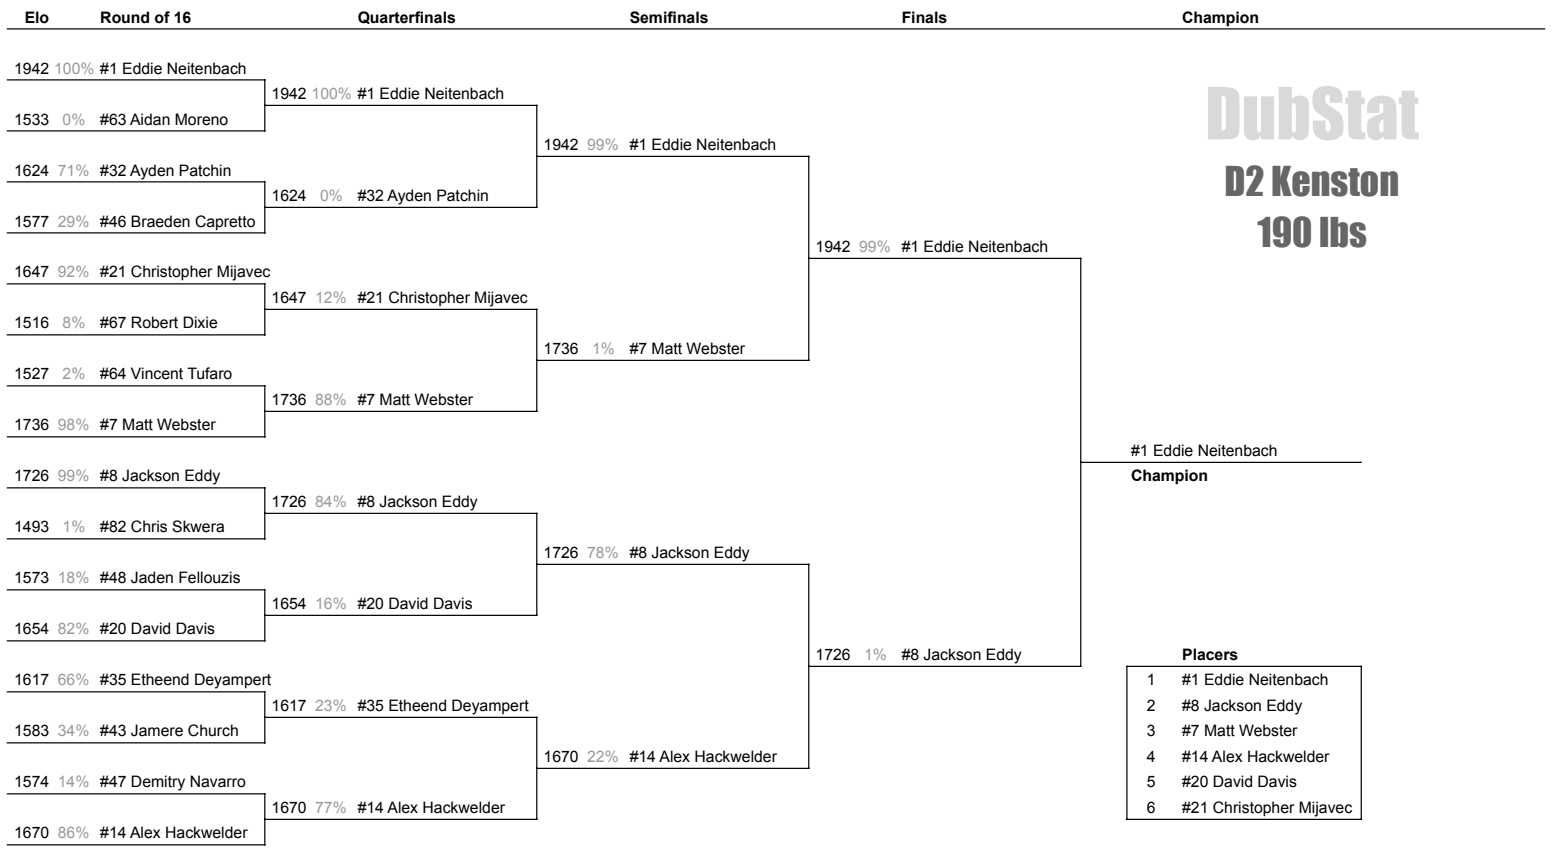 Elo Round of 16 Quarterfinals Semifinals Finals Champion
1942 100% #1 Eddie Neitenbach
1942 100% #1 Eddie Neitenbach
DubStat
1533 0% #63 Aidan Moreno
1942 99% #1 Eddie Neitenbach
1624 71% #32 Ayden Patchin
D2 Kenston
1624 0% #32 Ayden Patchin
1577 29% #46 Braeden Capretto
190 lbs
1942 99% #1 Eddie Neitenbach
1647 92% #21 Christopher Mijavec
1647 12% #21 Christopher Mijavec
1516 8% #67 Robert Dixie
1736 1% #7 Matt Webster
1527 2% #64 Vincent Tufaro
1736 88% #7 Matt Webster
1736 98% #7 Matt Webster
#1 Eddie Neitenbach
1726 99% #8 Jackson Eddy
Champion
1726 84% #8 Jackson Eddy
1493 1% #82 Chris Skwera
1726 78% #8 Jackson Eddy
1573 18% #48 Jaden Fellouzis
1654 16% #20 David Davis
1654 82% #20 David Davis
1726 1% #8 Jackson Eddy
Placers
1617 66% #35 Etheend Deyampert
1 #1 Eddie Neitenbach
1617 23% #35 Etheend Deyampert
2 #8 Jackson Eddy
1583 34% #43 Jamere Church
3 #7 Matt Webster
1670 22% #14 Alex Hackwelder
4 #14 Alex Hackwelder
1574 14% #47 Demitry Navarro
5 #20 David Davis
1670 77% #14 Alex Hackwelder
6 #21 Christopher Mijavec
1670 86% #14 Alex Hackwelder